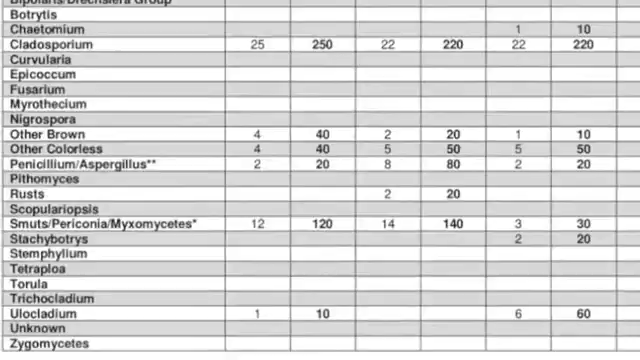 Bipolaris/Drechslera Group
Botrytis
Chaetomium 1 10
Cladosporium 25 250 22 220 22 220
Curvularia
Epicoccum
Fusarium
Myrothecium
Nigrospora
Other Brown 4 40 2 20 1 10
Other Colorless 4 40 5 50 5 50
Penicillium/Aspergillus** 2 20 8 80 2 20
Pithomyces
Rusts 2 20
Scopulariopsis
Smuts/Periconia/Myxomycetes* 12 120 14 140 3 30
Stachybotrys 2 20
Stemphylium
Tetraploa
Torula
Trichocladium
Ulocladium 1 10 6 60
Unknown
Zygomycetes